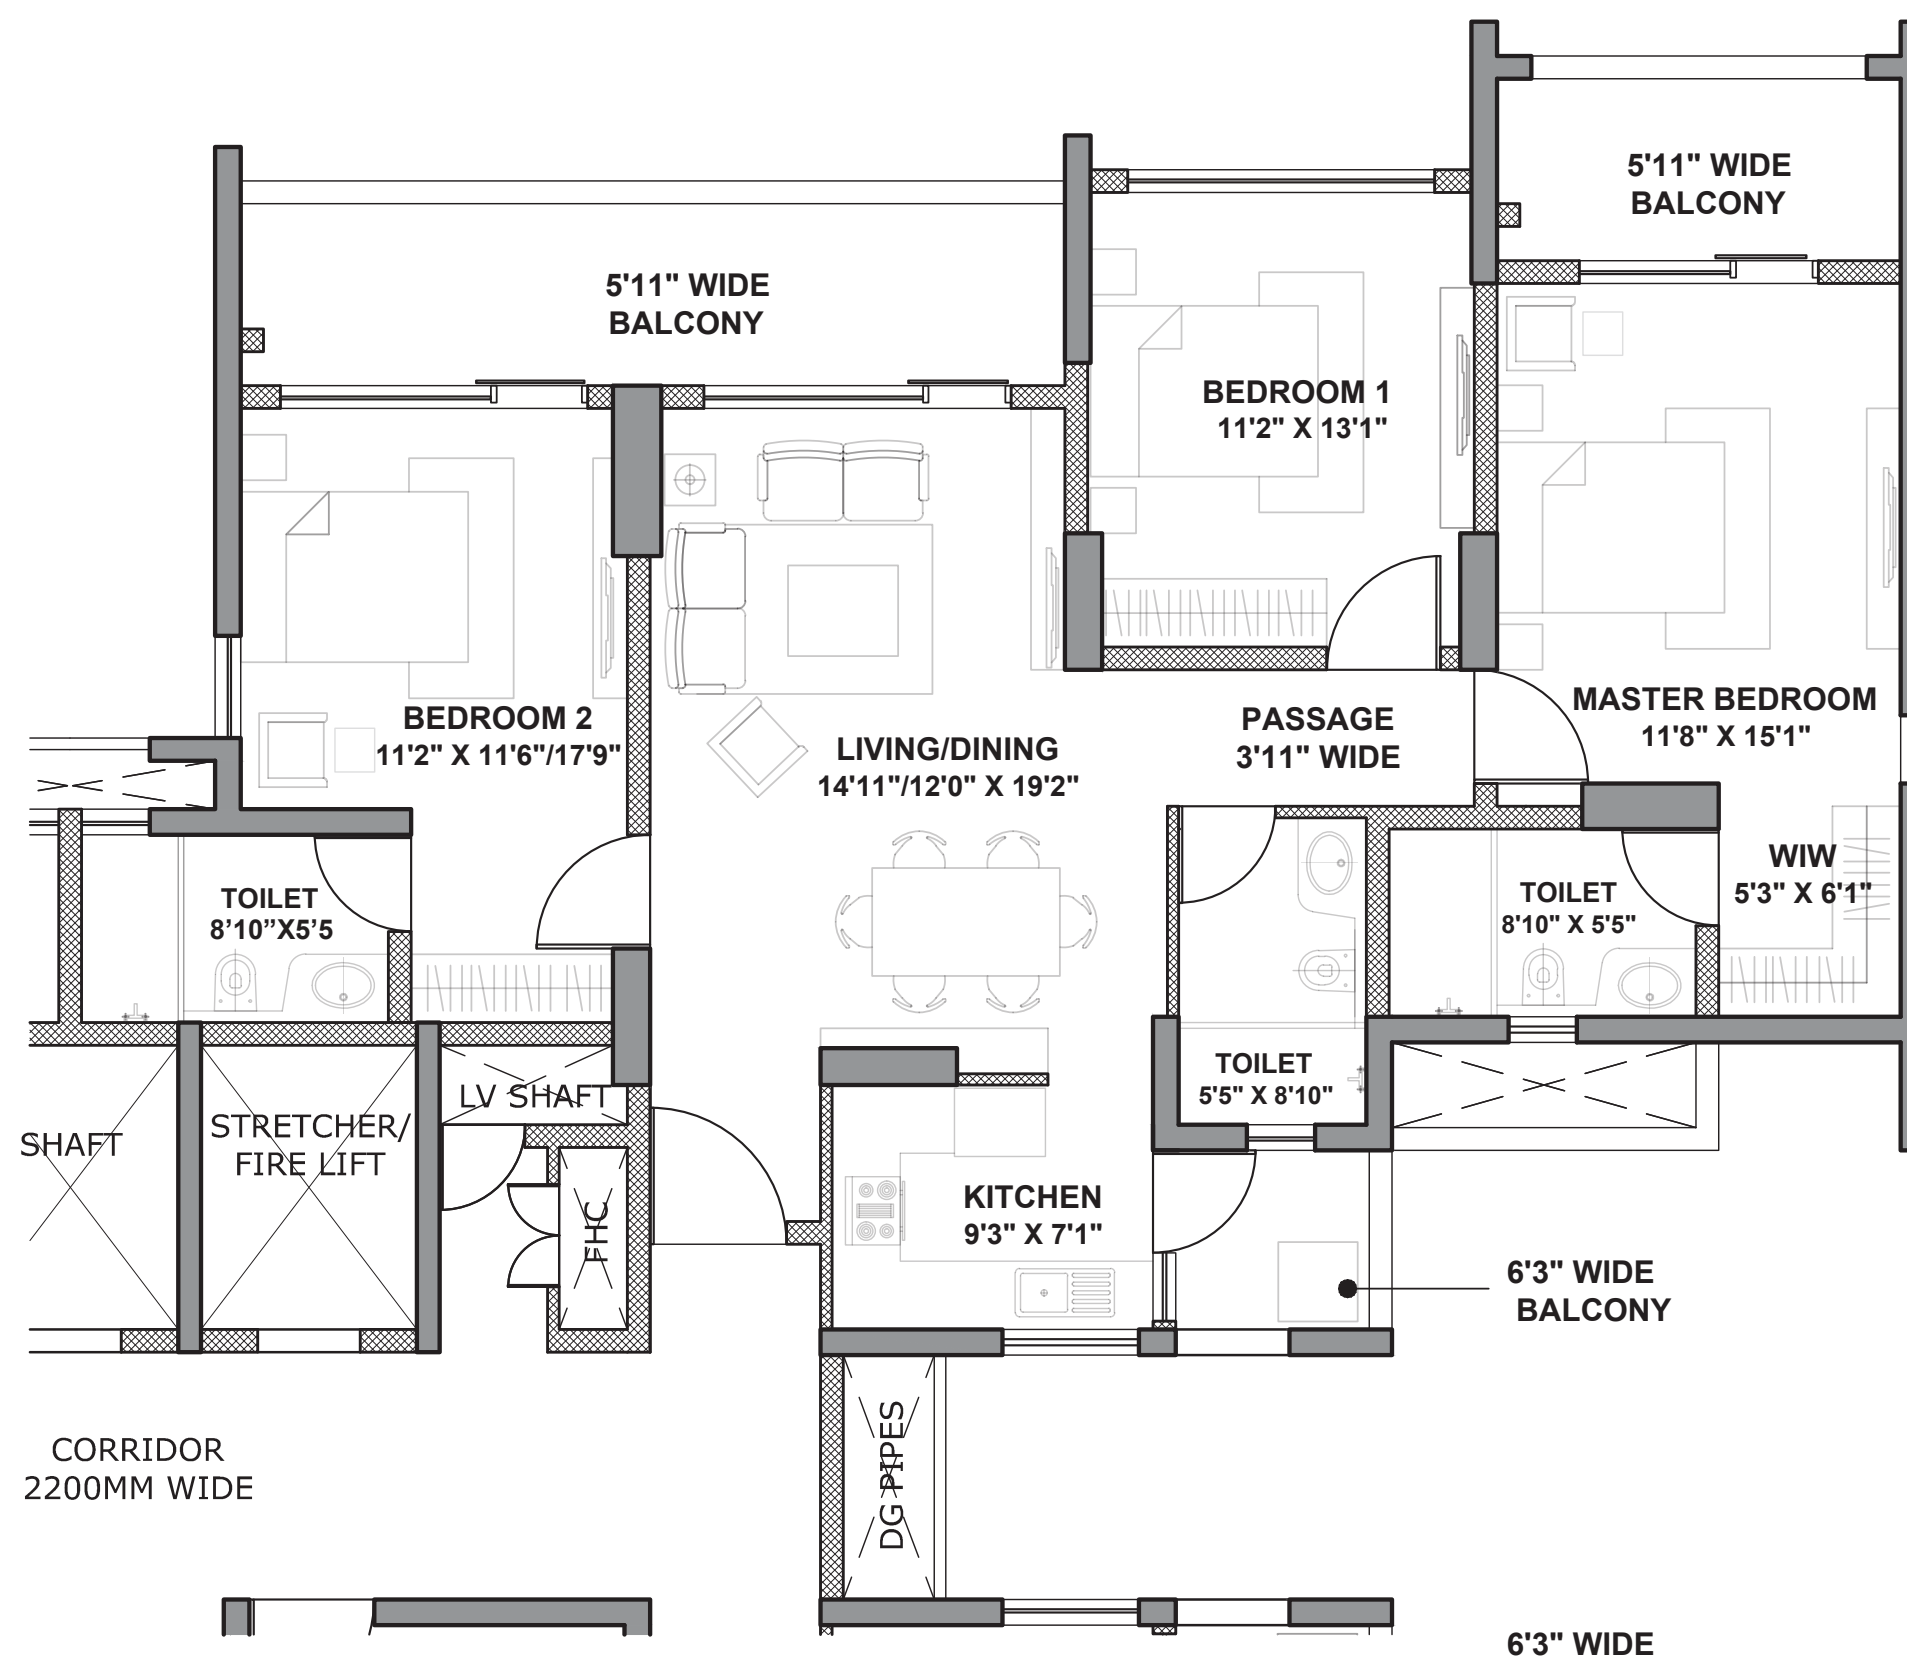 5'11" WIDE
BALCONY
5'11" WIDE
BALCONY
BEDROOM 1
11'2" X 13'1"
BEDROOM 2
11'2" X 11'6"/17'9"
LIVING/DINING
14'11"/12'0" X 19'2"
PASSAGE
3'11" WIDE
MASTER BEDROOM
11'8" X 15'1"
TOILET
8’10”X5’5
TOILET
8'10" X 5'5"
WIW
5'3" X 6'1"
TOILET
5'5" X 8'10"
LV SHAFT
SHAFT
STRETCHER/
FIRE LIFT
FHC
KITCHEN
9'3" X 7'1"
6'3" WIDE
BALCONY
CORRIDOR
2200MM WIDE
DG PIPES
6'3" WIDE